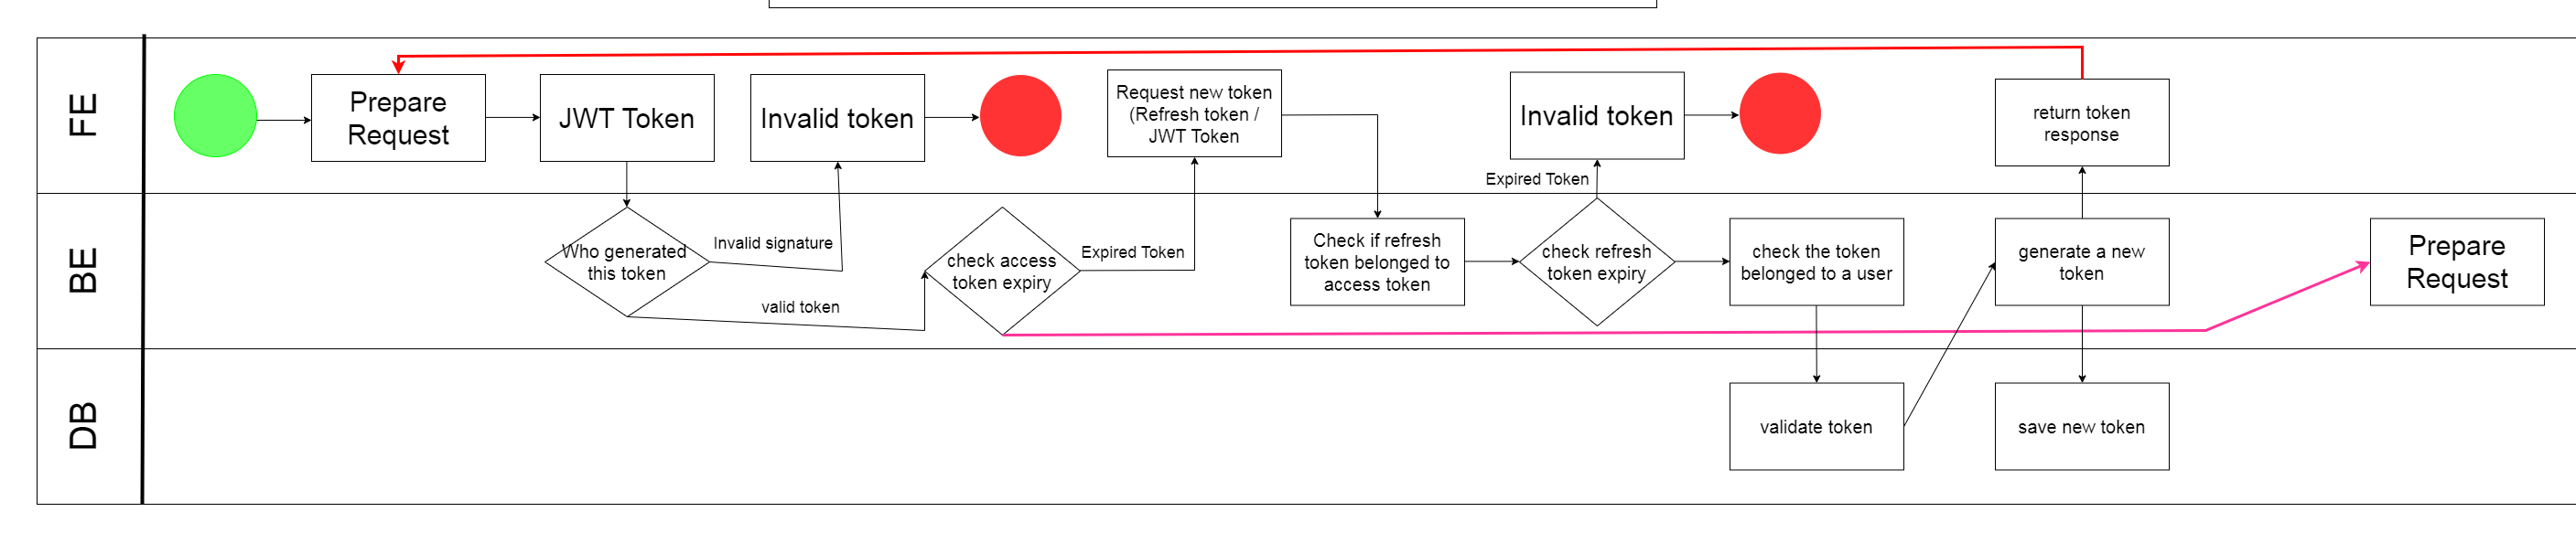 FE
Prepare
Request
JWT Token
Invalid token
Request new token
(Refresh token /
JWT Token
Invalid token
return token
response
Expired Token
BE
Who generated
this token
Invalid signature
valid token
check access
token expiry
Expired Token
Check if refresh
token belonged to
access token
check refresh
token expiry
check the token
belonged to a user
generate a new
token
Prepare
Request
DB
validate token
save new token